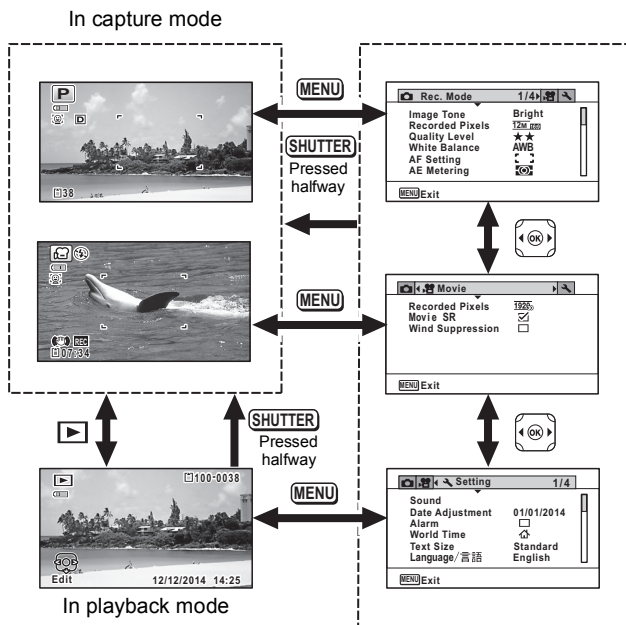 In capture mode
P
D
38
MENU
SHUTTER
Pressed
halfway
Rec. Mode 1/4
Image Tone Bright
Recorded Pixels 12M
Quality Level ★★
White Balance AWB
AF Setting
AE Metering
MENU Exit
OK
REC
07:34
MENU
Movie
Recorded Pixels 1920
Movie SR
Wind Suppression
MENU Exit
OK
SHUTTER
Pressed
halfway
MENU
100-0038
Edit 12/12/2014 14:25
In playback mode
Setting 1/4
Sound
Date Adjustment 01/01/2014
Alarm
World Time
Text Size Standard
Language/言語 English
MENU Exit